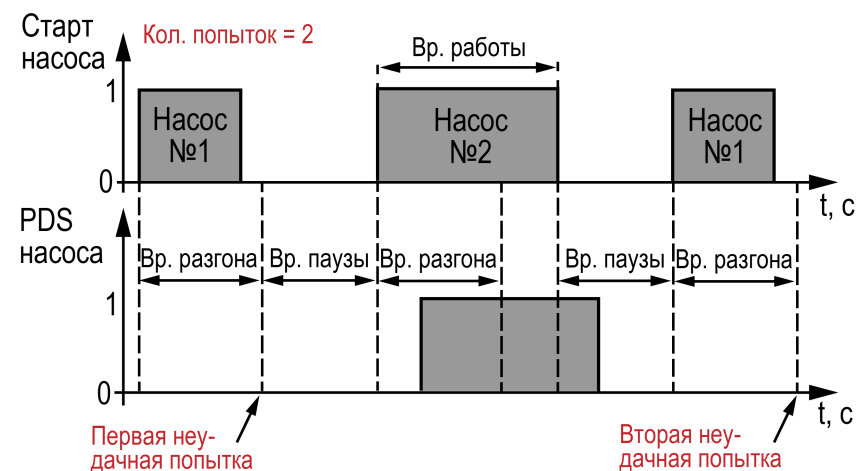 Старт
насоса
Кол. попыток = 2
Вр. работы
1
Насос
№1
Насос
№2
Насос
№1
0
t, с
PDS
насоса
Вр. разгона
Вр. паузы
Вр. разгона
Вр. паузы
Вр. разгона
1
0
t, с
Первая неу-
дачная попытка
Вторая неу-
дачная попытка